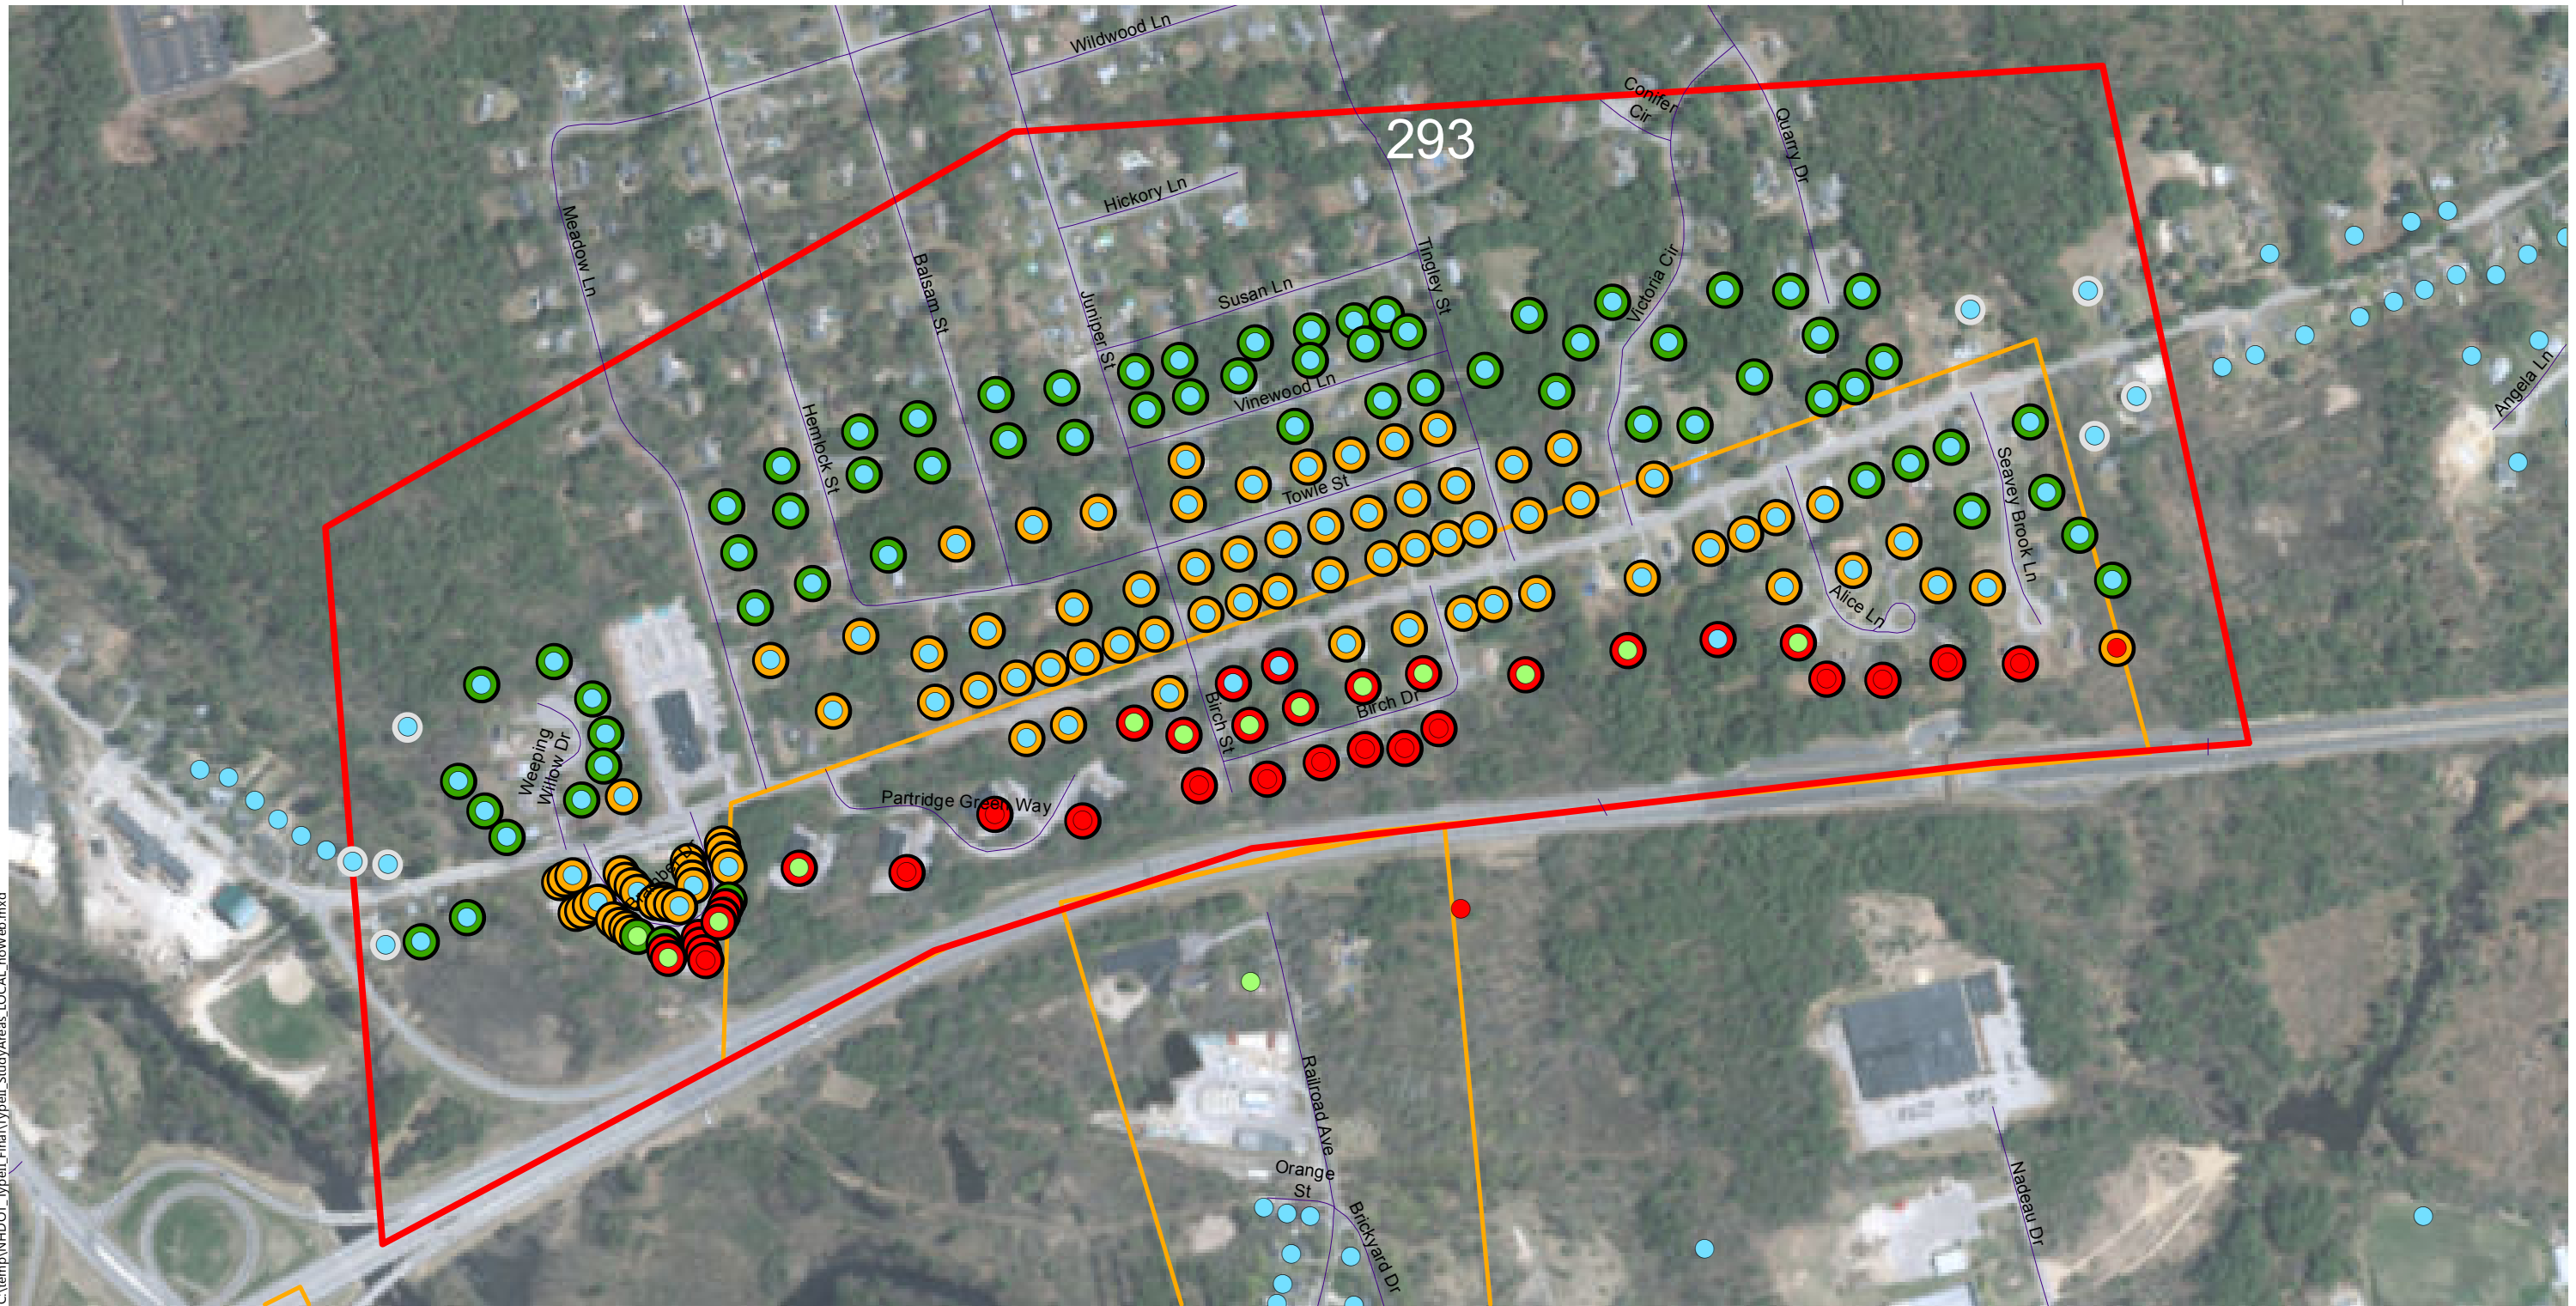 Wildwood Ln
Conifer
Cir
Quarry Dr
293
Hickory Ln
Meadow Ln
Balsam St
Tingley St
Victoria Cir
Susan Ln
Juniper St
Vinewood Ln
Angela Ln
Hemlock St
Towle St
Seavey Brook Ln
Alice Ln
Birch St
Birch Dr
Weeping
Willow Dr
Partridge Green Way
Railroad Ave
Orange
St
Brickyard Dr
Nadeau Dr